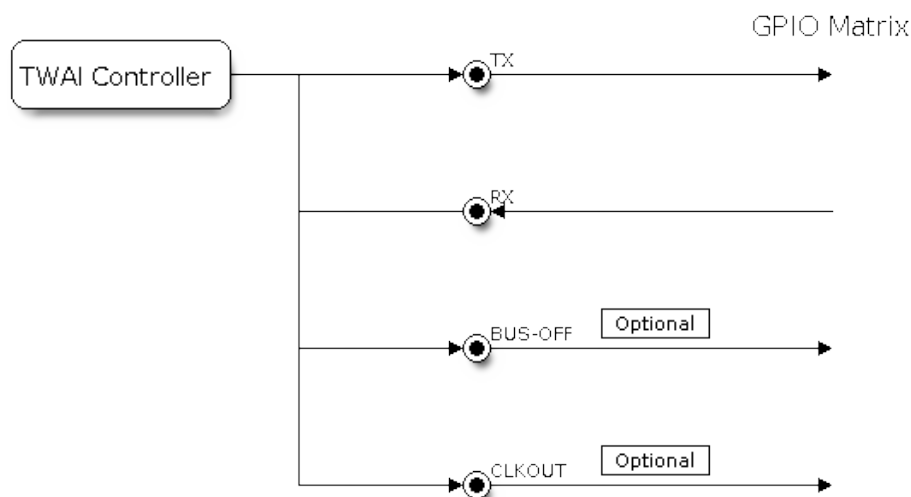 GPIO Matrix
TWAI Controller
TX
RX
BUS-OFF
Optional
CLKOUT
Optional